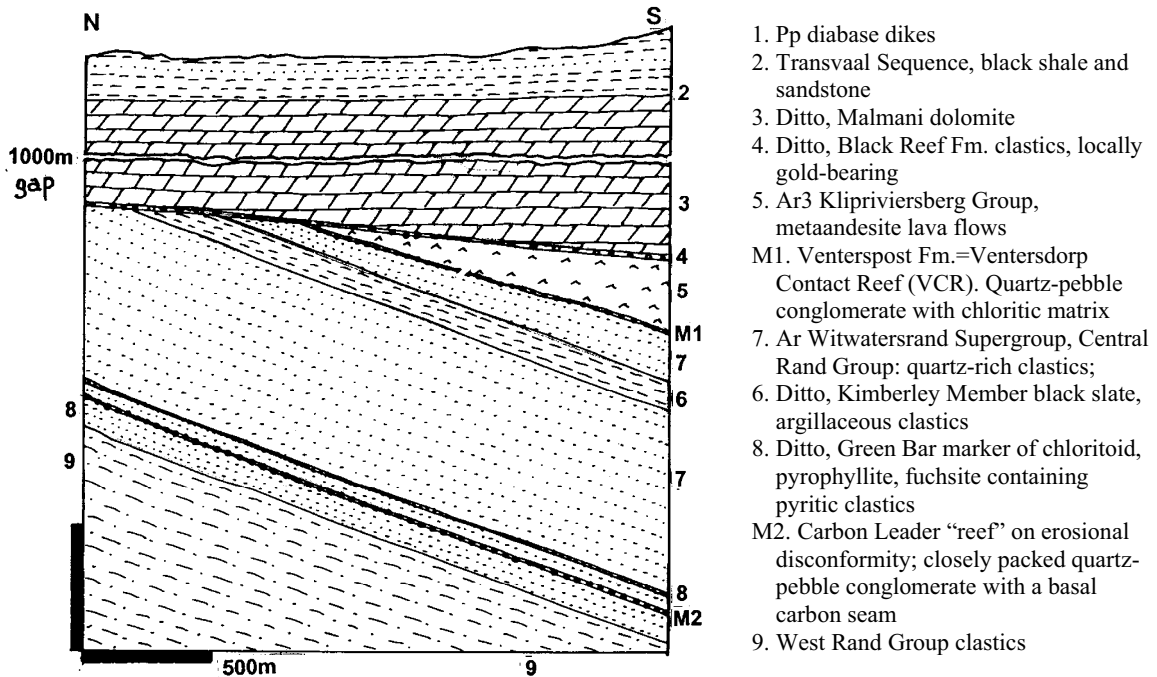 N
S
2
1000m
gap
3
4
5
M1
7
6
8
9
7
8
M2
500m
9
1. Pp diabase dikes
2. Transvaal Sequence, black shale and
sandstone
3. Ditto, Malmani dolomite
4. Ditto, Black Reef Fm. clastics, locally
gold-bearing
5. Ar3 Klipriviersberg Group,
metaandesite lava flows
M1. Venterspost Fm.=Ventersdorp
Contact Reef (VCR). Quartz-pebble
conglomerate with chloritic matrix
7. Ar Witwatersrand Supergroup, Central
Rand Group: quartz-rich clastics;
6. Ditto, Kimberley Member black slate,
argillaceous clastics
8. Ditto, Green Bar marker of chloritoid,
pyrophyllite, fuchsite containing
pyritic clastics
M2. Carbon Leader “reef” on erosional
disconformity; closely packed quartz-
pebble conglomerate with a basal
carbon seam
9. West Rand Group clastics